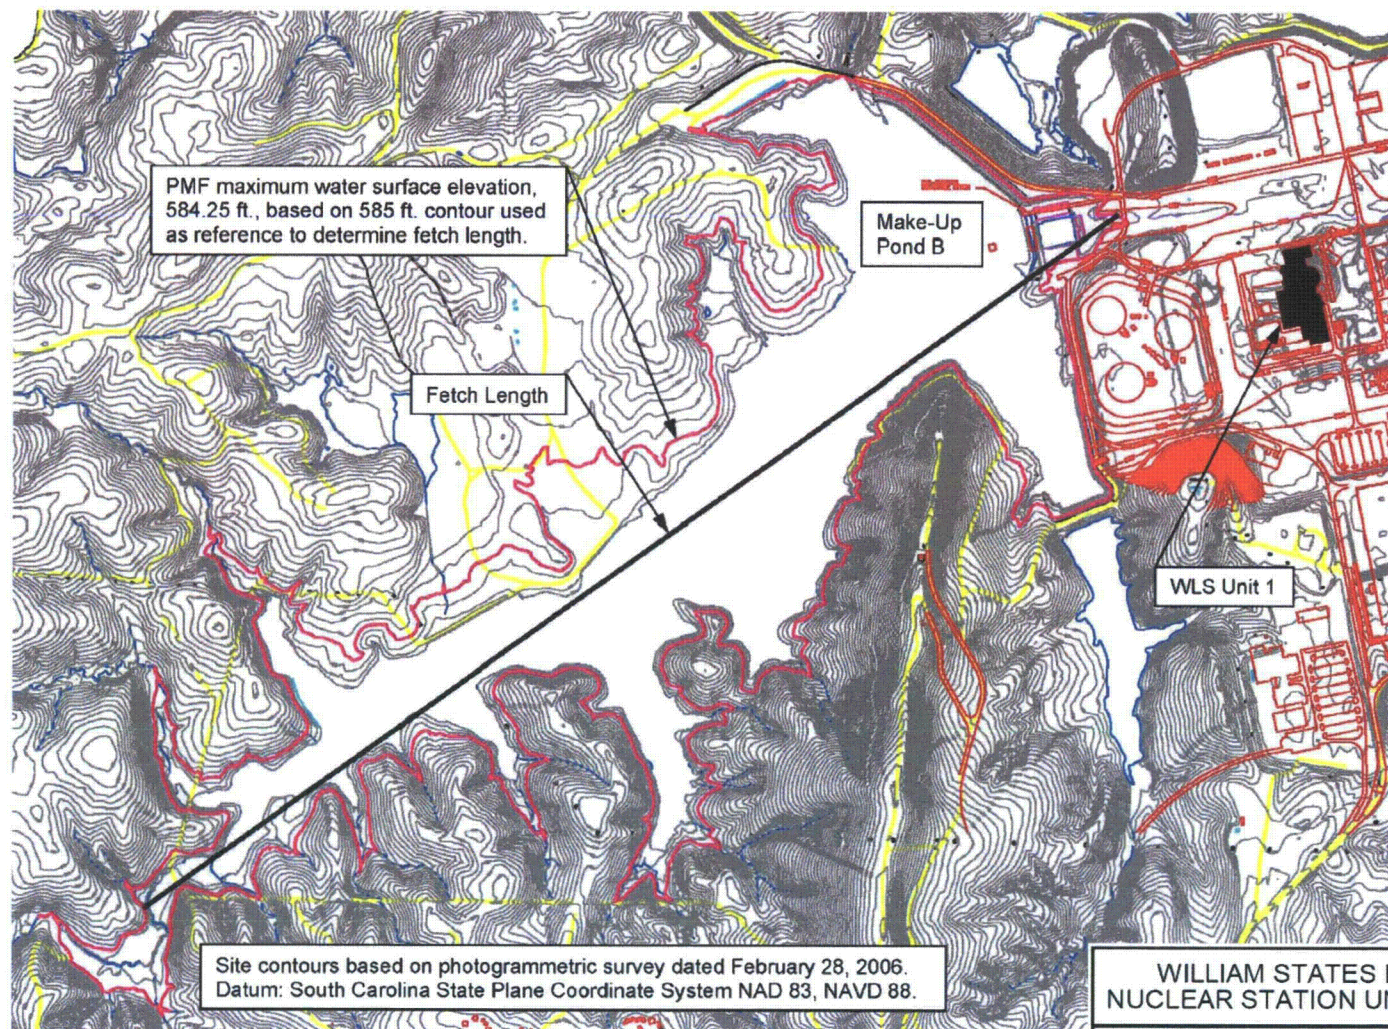 PMF maximum water surface elevation,
584.25 ft., based on 585 ft. contour used
as reference to determine fetch length.
Make-Up
Pond B
Fetch Length
WLS Unit 1
Site contours based on photogrammetric survey dated February 28, 2006.
Datum: South Carolina State Plane Coordinate System NAD 83, NAVD 88.
WILLIAM STATES
NUCLEAR STATION